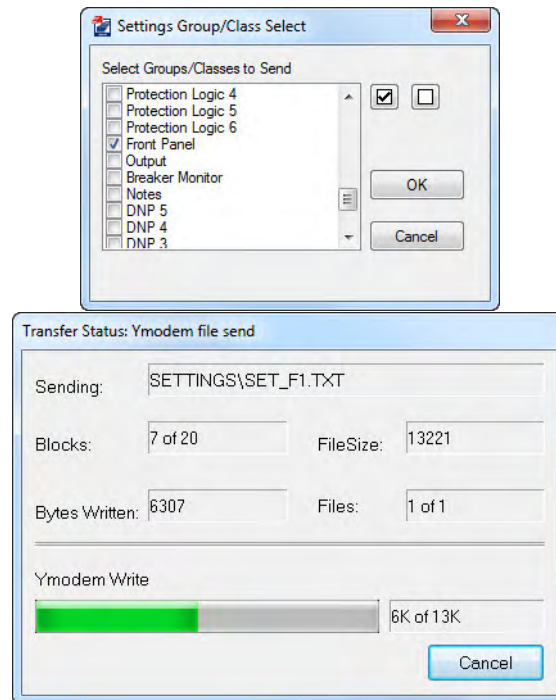 Settings Group/Class Select
Select Groups/Classes to Send
Protection Logic 4
Protection Logic 5
Protection Logic 6
Front Panel
Output
Breaker Monitor
Notes
DNP 5
DNP 4
DNP 3
OK
Cancel
Transfer Status: Ymodem file send
Sending: SETTINGS\SET_F1.TXT
Blocks: 7 of 20 FileSize: 13221
Bytes Written: 6307 Files: 1 of 1
Ymodem Write
6K of 13K
Cancel